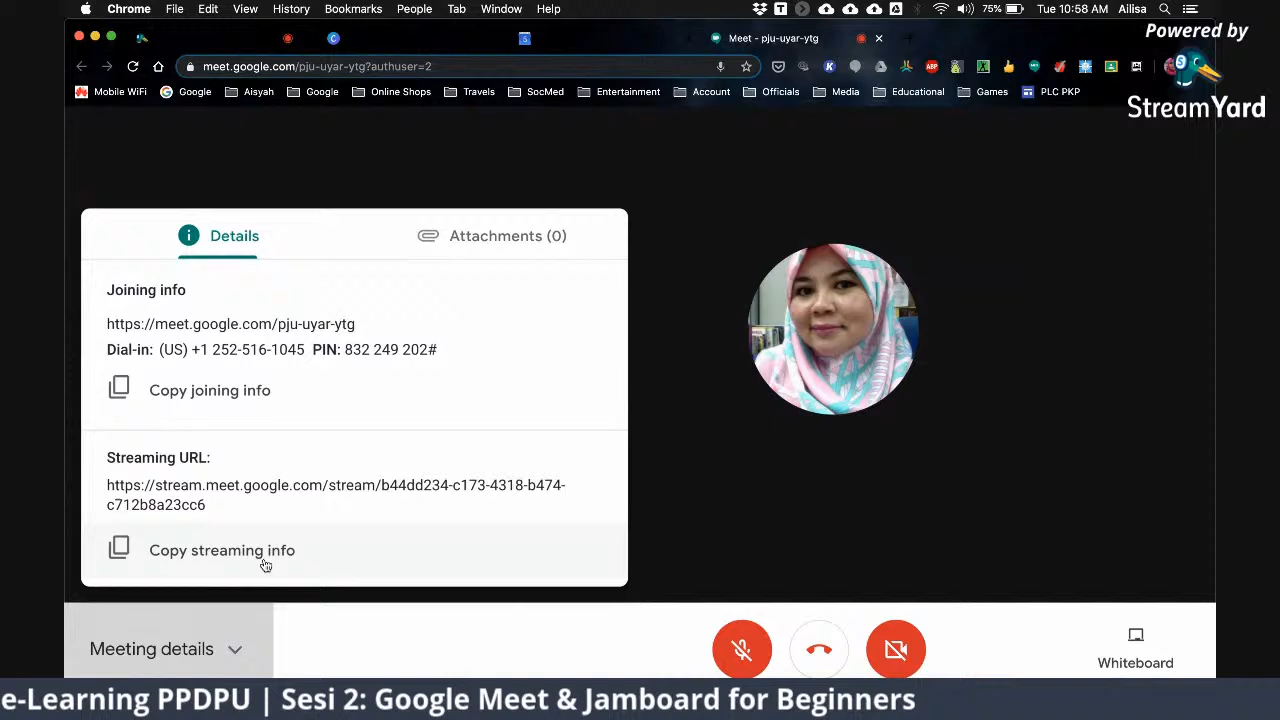 Chrome File Edit View History Bookmarks People Tab Window Help 75% Tue 10:58 AM Ailisa
Powered by
StreamYard
Meet - pju-uyar-ytg
meet.google.com/pju-uyar-ytg?authuser=2
Mobile WiFi Google Aisyah Google Online Shops Travels SocMed Entertainment Account Officials Media Educational Games PLC PKP
Details Attachments (0)
Joining info
https://meet.google.com/pju-uyar-ytg
Dial-in: (US) +1 252-516-1045 PIN: 832 249 202#
Copy joining info
Streaming URL:
https://stream.meet.google.com/stream/b44dd234-c173-4318-b474-
c712b8a23cc6
Copy streaming info
Meeting details
Whiteboard
e-Learning PPDPU | Sesi 2: Google Meet & Jamboard for Beginners